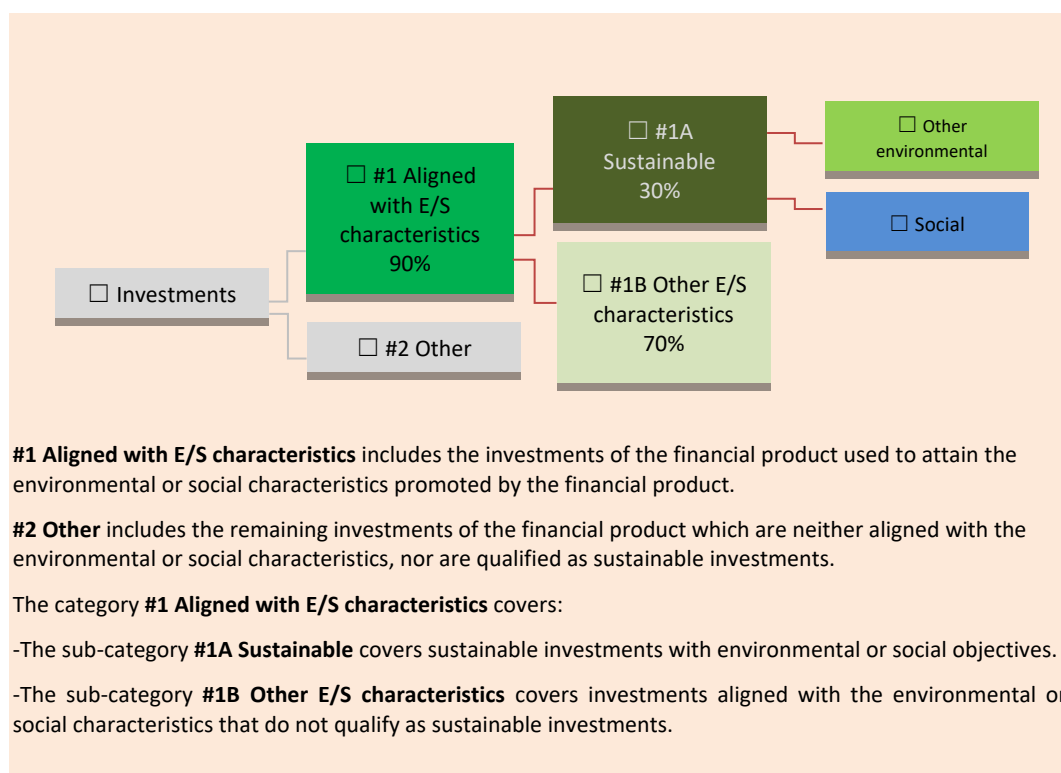 ☐ #1A
Sustainable
30%
☐ Other
environmental
☐ #1 Aligned
with E/S
characteristics
90%
☐ Social
☐ Investments
☐ #1B Other E/S
characteristics
70%
☐ #2 Other
#1 Aligned with E/S characteristics includes the investments of the financial product used to attain the
environmental or social characteristics promoted by the financial product.
#2 Other includes the remaining investments of the financial product which are neither aligned with the
environmental or social characteristics, nor are qualified as sustainable investments.
The category #1 Aligned with E/S characteristics covers:
-The sub-category #1A Sustainable covers sustainable investments with environmental or social objectives.
-The sub-category #1B Other E/S characteristics covers investments aligned with the environmental or
social characteristics that do not qualify as sustainable investments.